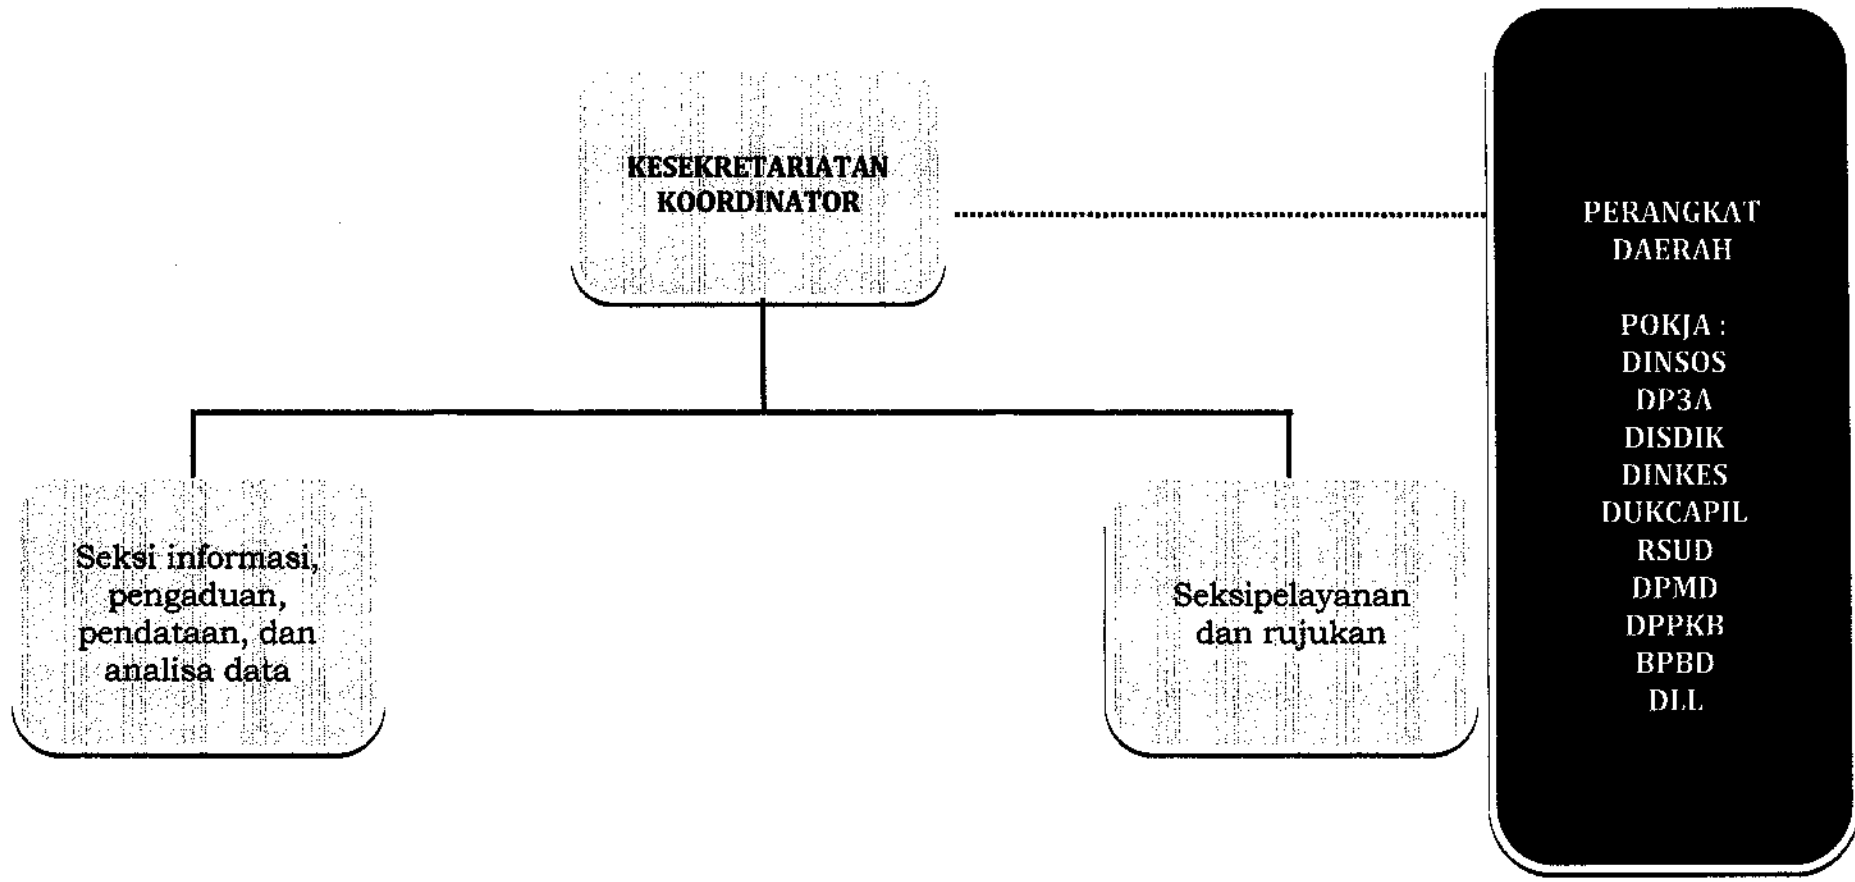 KESEKRETARIATAN
KOORDINATOR
PERANGKAT
DAERAH
POKJA :
DINSOS
DP3A
DISDIK
DINKES
DUKCAPIL
RSUD
DPMD
DPPKB
BPBD
DLL
Seksi informasi,
pengaduan,
pendataan, dan
analisa data
Seksipelayanan
dan rujukan